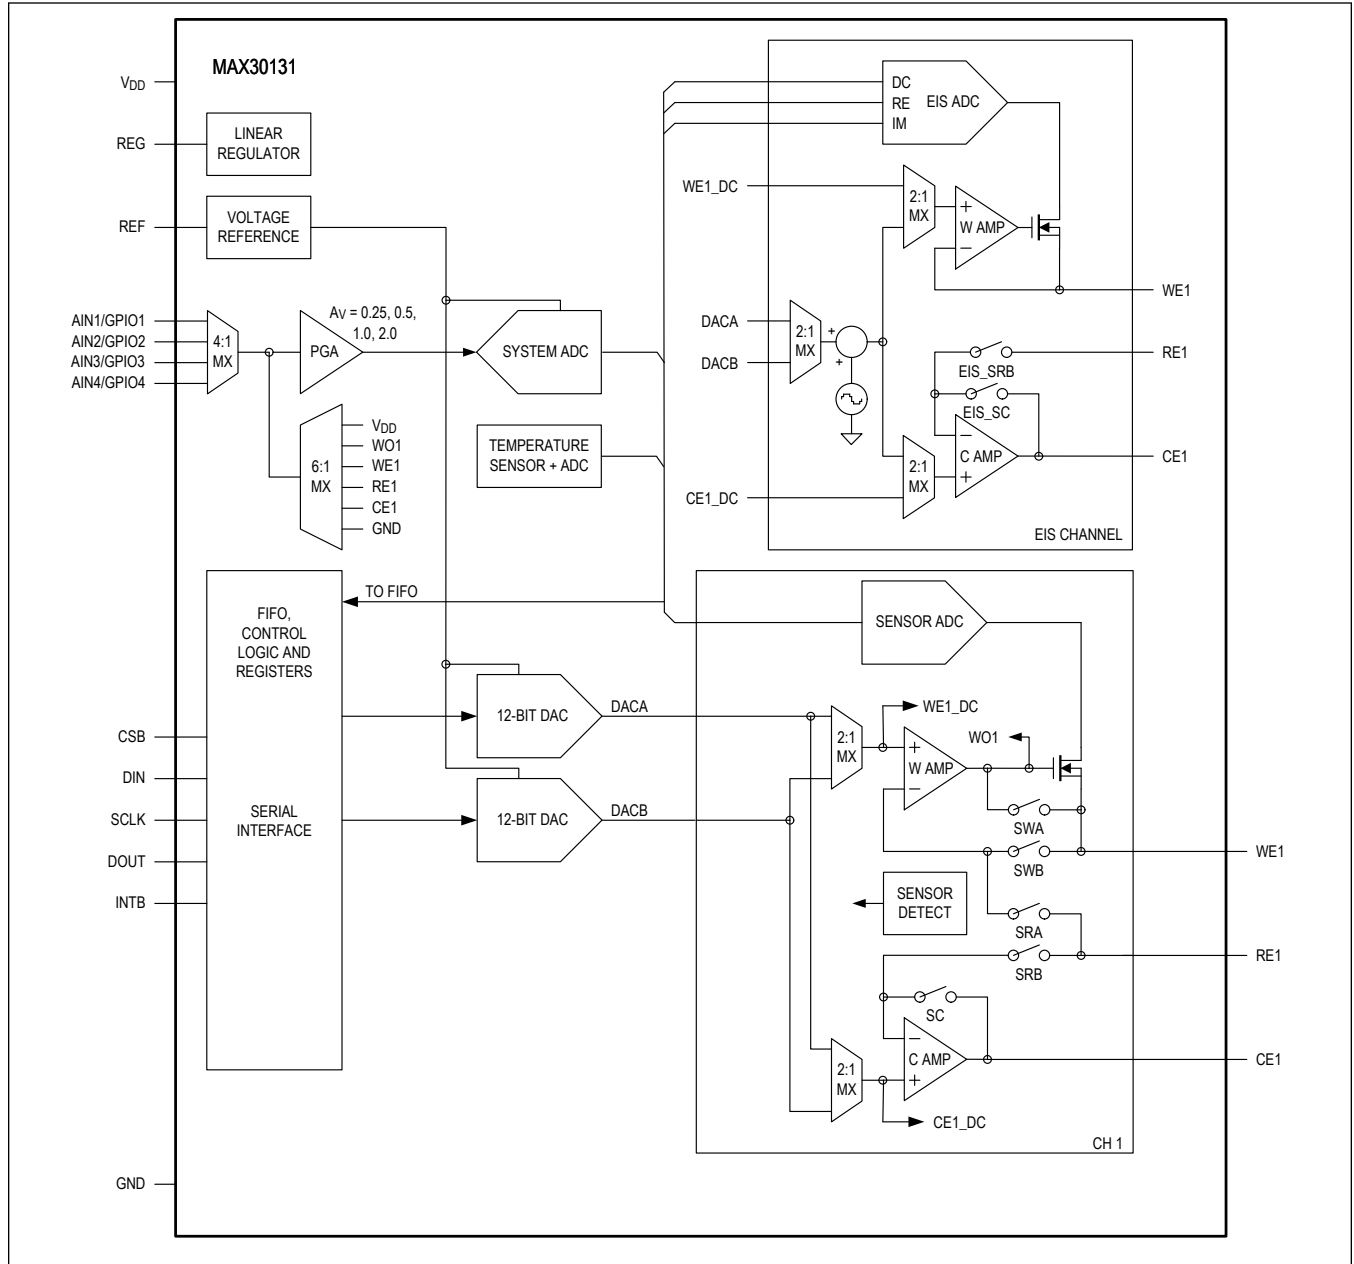 MAX30131
VDD
REG
REF
AIN1/GPIO1
AIN2/GPIO2
AIN3/GPIO3
AIN4/GPIO4
CSB
DIN
SCLK
DOUT
INTB
GND
LINEAR
REGULATOR
VOLTAGE
REFERENCE
4:1
MX
PGA
AV = 0.25, 0.5,
1.0, 2.0
SYSTEM ADC
TEMPERATURE
SENSOR + ADC
6:1
MX
VDD
WO1
WE1
RE1
CE1
GND
FIFO,
CONTROL
LOGIC AND
REGISTERS
SERIAL
INTERFACE
TO FIFO
12-BIT DAC
DACA
12-BIT DAC
DACB
DC
RE
IM
EIS ADC
WE1_DC
2:1
MX
+
W AMP
−
WE1
DACA
DACB
2:1
MX
+
+
RE1
EIS_SRB
EIS_SC
−
C AMP
+
CE1
2:1
MX
CE1_DC
EIS CHANNEL
SENSOR ADC
WE1_DC
WO1
2:1
MX
+
W AMP
−
SWA
SWB
WE1
SENSOR
DETECT
SRA
SRB
RE1
SC
−
C AMP
+
CE1
2:1
MX
CE1_DC
CH 1